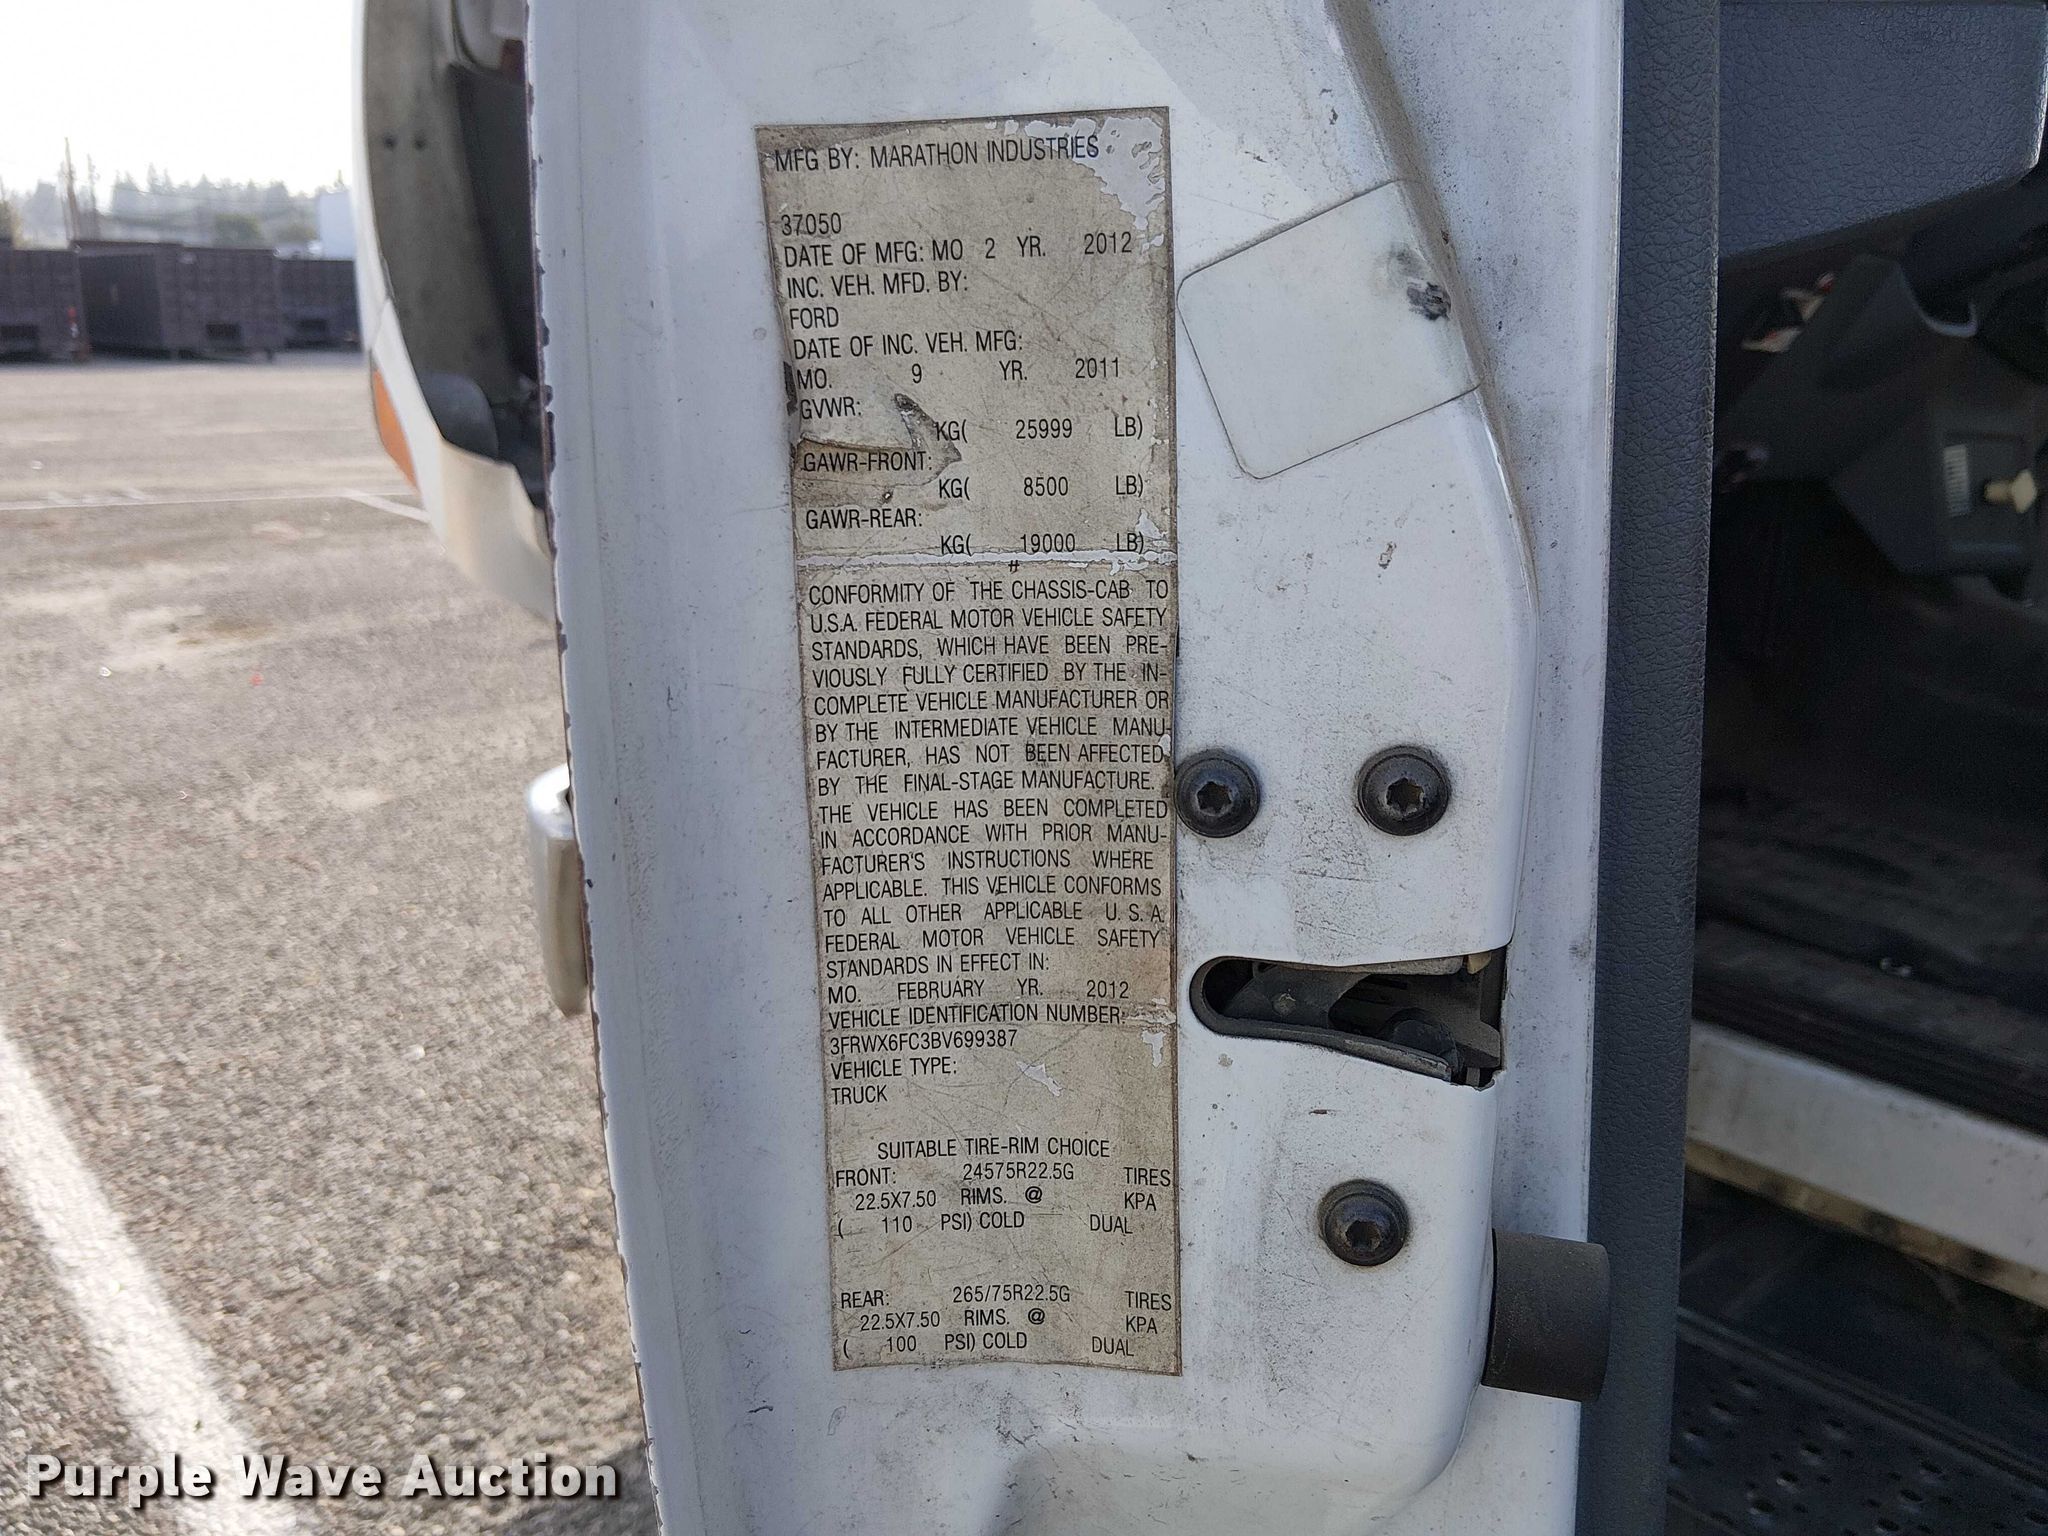 MFG BY: MARATHON INDUSTRIES
37050
DATE OF MFG: MO 2 YR. 2012
INC. VEH. MFD. BY:
FORD
DATE OF INC. VEH. MFG:
MO. 9 YR. 2011
GVWR:
KG( 25999 LB)
GAWR-FRONT:
KG( 8500 LB)
GAWR-REAR:
KG( 19000 LB)
#
CONFORMITY OF THE CHASSIS-CAB TO
U.S.A. FEDERAL MOTOR VEHICLE SAFETY
STANDARDS, WHICH HAVE BEEN PRE-
VIOUSLY FULLY CERTIFIED BY THE IN-
COMPLETE VEHICLE MANUFACTURER OR
BY THE INTERMEDIATE VEHICLE MANU-
FACTURER, HAS NOT BEEN AFFECTED
BY THE FINAL-STAGE MANUFACTURE.
THE VEHICLE HAS BEEN COMPLETED
IN ACCORDANCE WITH PRIOR MANU-
FACTURER'S INSTRUCTIONS WHERE
APPLICABLE. THIS VEHICLE CONFORMS
TO ALL OTHER APPLICABLE U. S. A.
FEDERAL MOTOR VEHICLE SAFETY
STANDARDS IN EFFECT IN:
MO. FEBRUARY YR. 2012
VEHICLE IDENTIFICATION NUMBER:
3FRWX6FC3BV699387
VEHICLE TYPE:
TRUCK
SUITABLE TIRE-RIM CHOICE
FRONT: 24575R22.5G TIRES
22.5X7.50 RIMS. @ KPA
( 110 PSI) COLD DUAL
REAR: 265/75R22.5G TIRES
22.5X7.50 RIMS. @ KPA
( 100 PSI) COLD DUAL
Purple Wave Auction